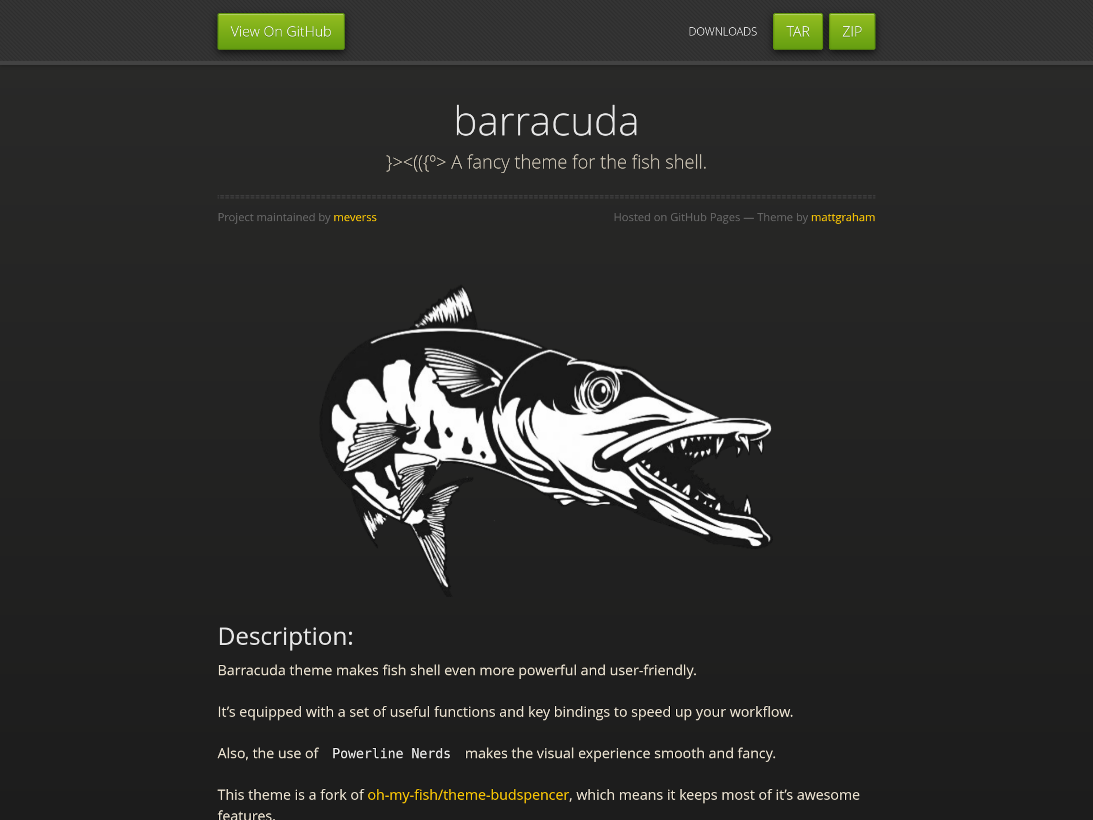 View On GitHub
DOWNLOADS TAR ZIP
barracuda
}><(({º> A fancy theme for the fish shell.
Project maintained by meverss
Hosted on GitHub Pages — Theme by mattgraham
Description:
Barracuda theme makes fish shell even more powerful and user-friendly.
It’s equipped with a set of useful functions and key bindings to speed up your workflow.
Also, the use of Powerline Nerds makes the visual experience smooth and fancy.
This theme is a fork of oh-my-fish/theme-budspencer, which means it keeps most of it’s awesome
features.